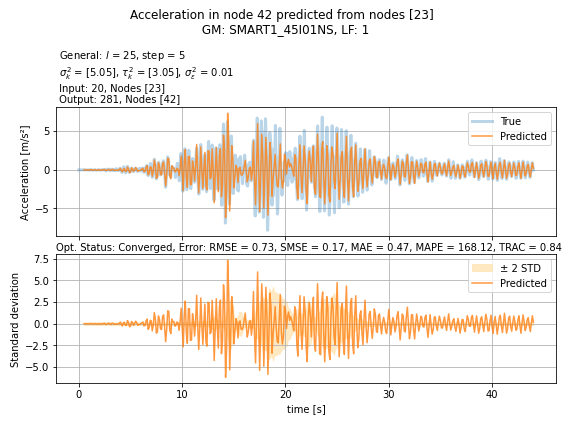 Acceleration in node 42 predicted from nodes [23]
GM: SMART1_45I01NS, LF: 1
General: l = 25, step = 5
σ²ₖ = [5.05], τ²ₖ = [3.05], σ²ε = 0.01
Input: 20, Nodes [23]
Output: 281, Nodes [42]
Acceleration [m/s²]
5
0
−5
True
Predicted
Opt. Status: Converged, Error: RMSE = 0.73, SMSE = 0.17, MAE = 0.47, MAPE = 168.12, TRAC = 0.84
Standard deviation
7.5
5.0
2.5
0.0
−2.5
−5.0
± 2 STD
Predicted
0 10 20 30 40
time [s]